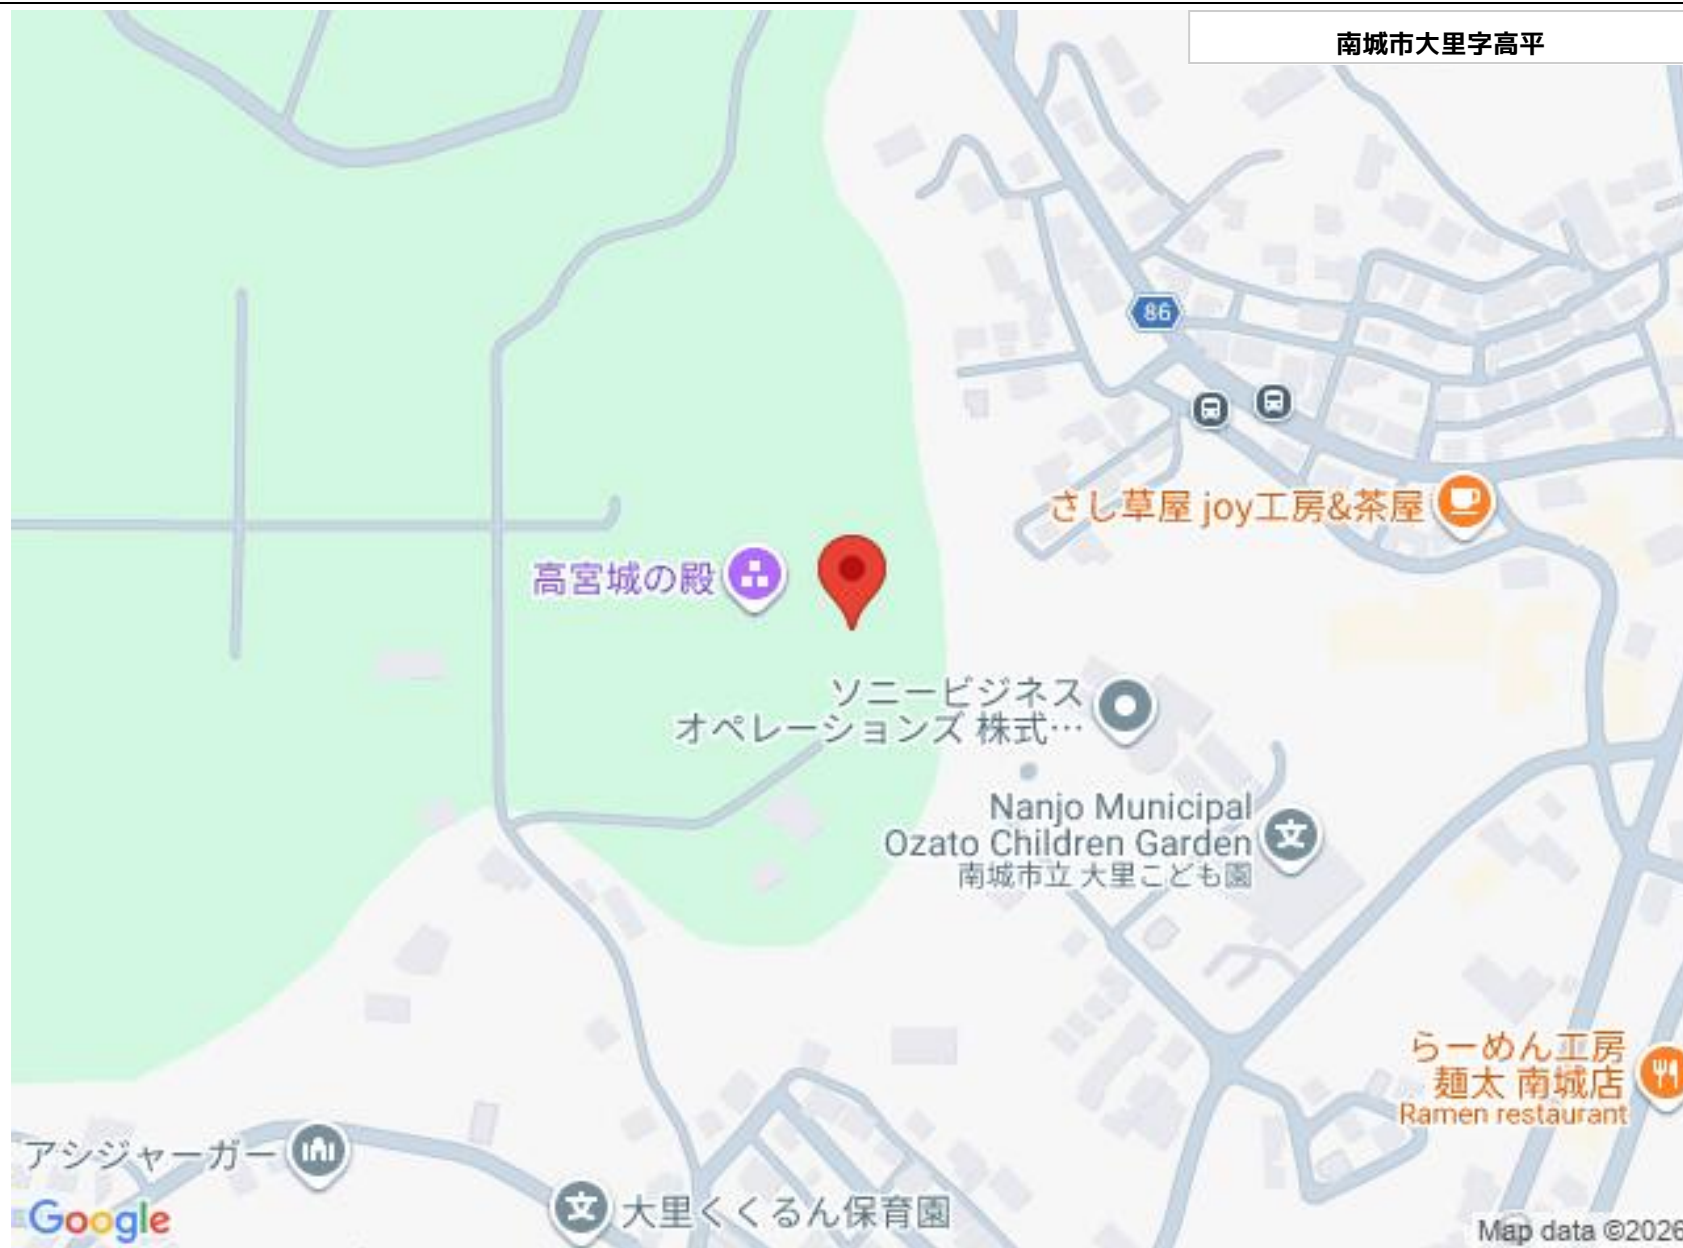 南城市大里字高平
86
さし草屋 joy工房&茶屋
高宮城の殿
ソニービジネス
オペレーションズ 株式…
Nanjo Municipal
Ozato Children Garden
南城市立 大里こども園
らーめん工房
麺太 南城店
Ramen restaurant
アシジャーガー
大里くくるん保育園
Google
Map data ©2026